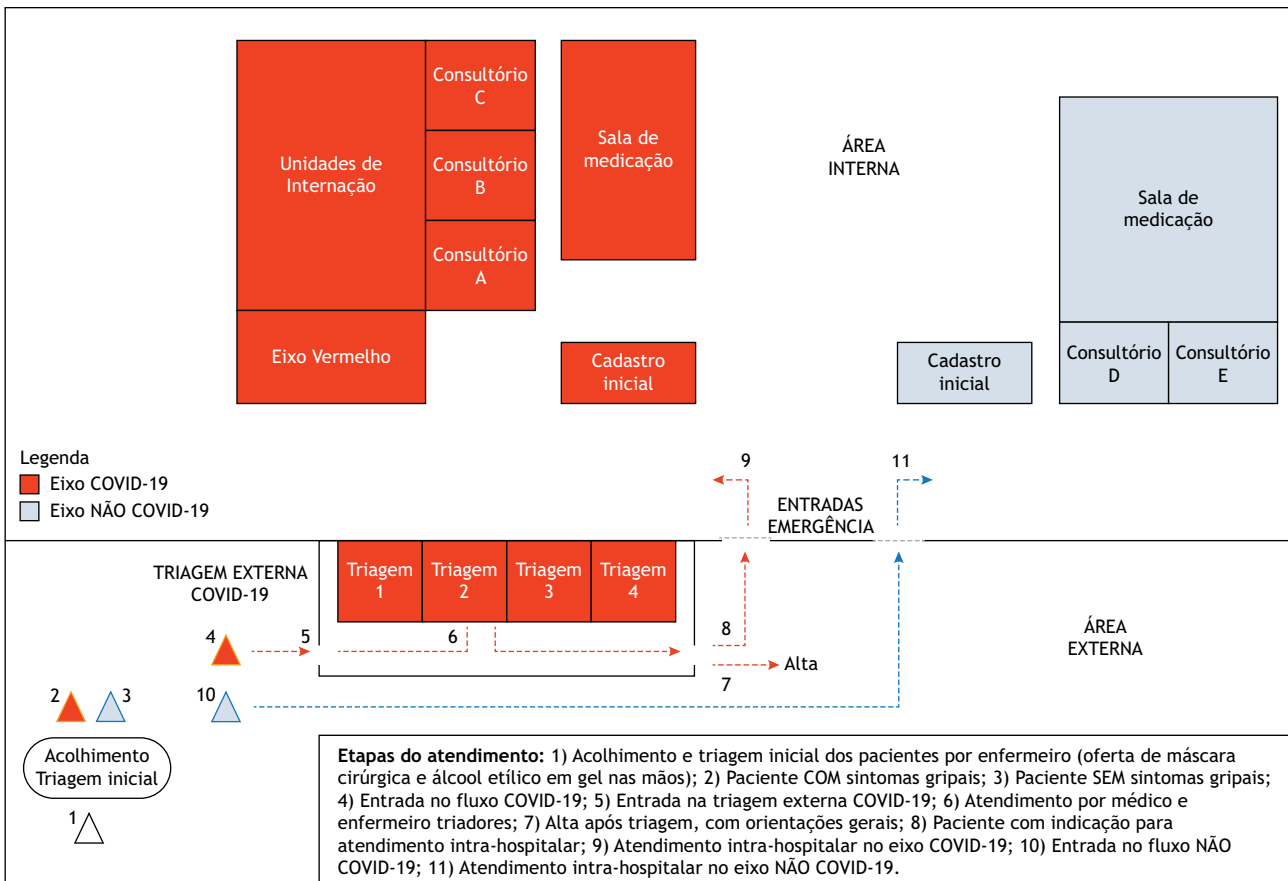 Unidades de
Internação
Consultório
C
Consultório
B
Consultório
A
Sala de
medicação
ÁREA
INTERNA
Sala de
medicação
Eixo Vermelho
Cadastro
inicial
Cadastro
inicial
Consultório
D
Consultório
E
Legenda
Eixo COVID-19
Eixo NÃO COVID-19
9
11
ENTRADAS
EMERGÊNCIA
TRIAGEM EXTERNA
COVID-19
Triagem
1
Triagem
2
Triagem
3
Triagem
4
4
5
6
8
Alta
7
ÁREA
EXTERNA
2
3
10
Acolhimento
Triagem inicial
1
Etapas do atendimento: 1) Acolhimento e triagem inicial dos pacientes por enfermeiro (oferta de máscara
cirúrgica e álcool etílico em gel nas mãos); 2) Paciente COM sintomas gripais; 3) Paciente SEM sintomas gripais;
4) Entrada no fluxo COVID-19; 5) Entrada na triagem externa COVID-19; 6) Atendimento por médico e
enfermeiro triadores; 7) Alta após triagem, com orientações gerais; 8) Paciente com indicação para
atendimento intra-hospitalar; 9) Atendimento intra-hospitalar no eixo COVID-19; 10) Entrada no fluxo NÃO
COVID-19; 11) Atendimento intra-hospitalar no eixo NÃO COVID-19.